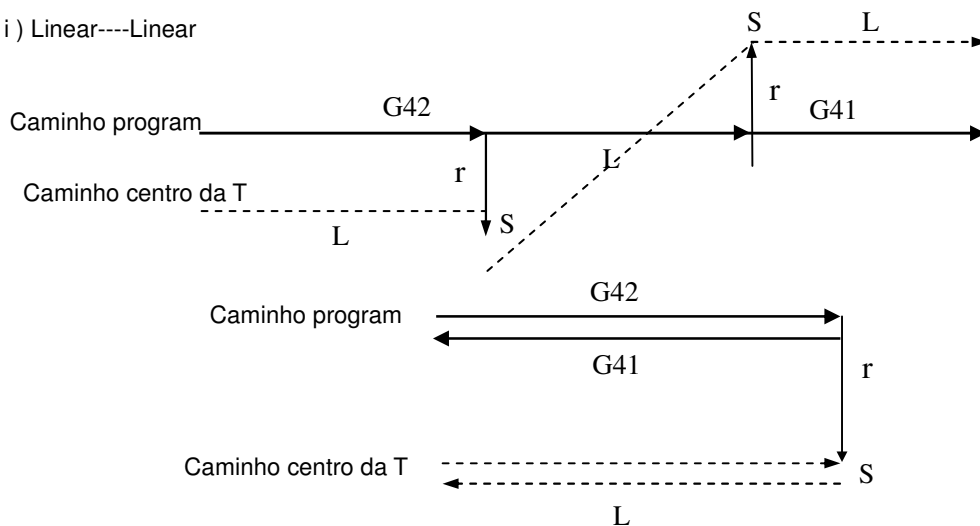 i ) Linear----Linear
S
L
G42
r
G41
Caminho program
L
r
Caminho centro da T
S
L
G42
Caminho program
G41
r
Caminho centro da T
S
L